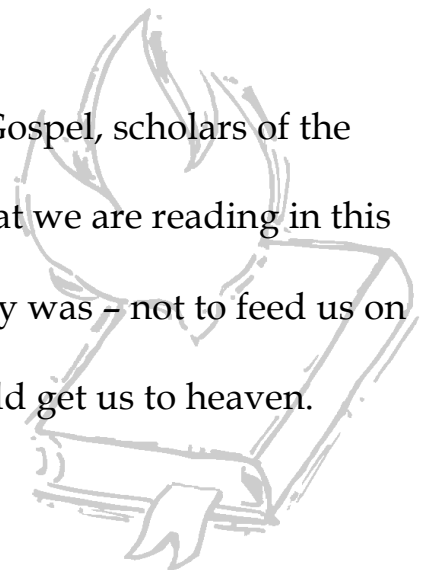 Gospel, scholars of the
at we are reading in this
y was – not to feed us on
ld get us to heaven.